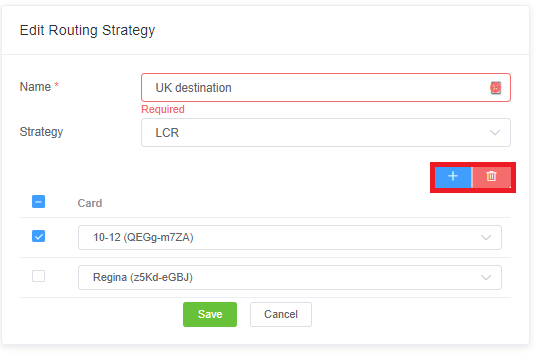 Edit Routing Strategy
Name *
UK destination
Required
Strategy
LCR
Card
10-12 (QEGg-m7ZA)
Regina (z5Kd-eGBJ)
Save
Cancel